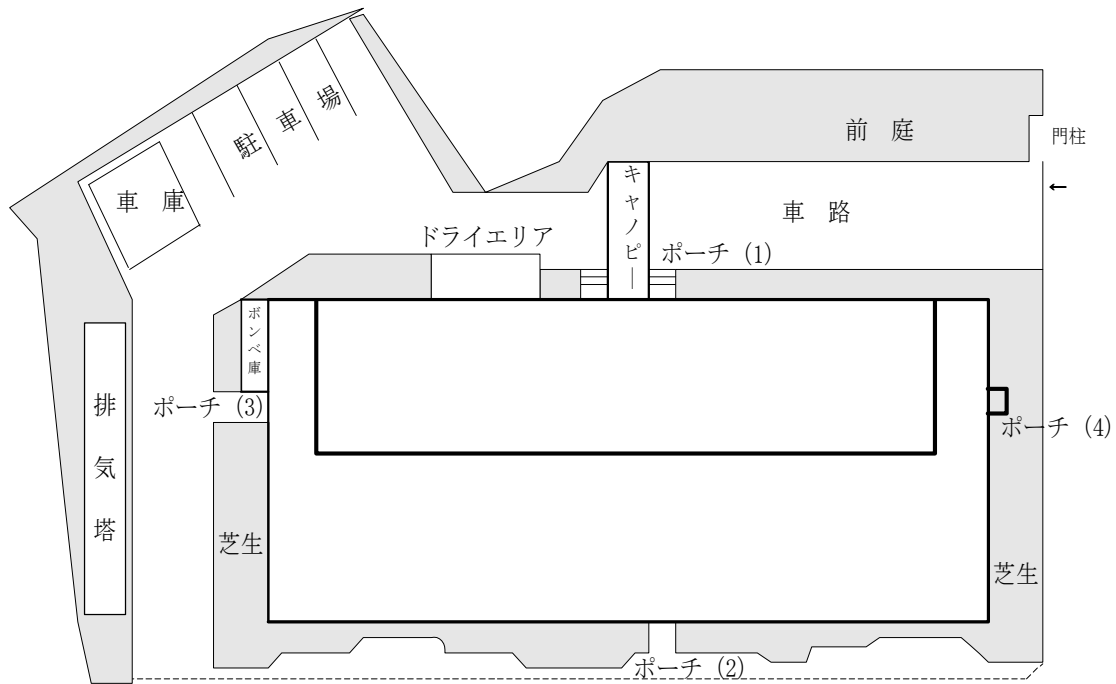 駐車場
前 庭
門柱
車 庫
キャノピー
←
車 路
ドライエリア
ポーチ (1)
ボンベ庫
排気塔
ポーチ (3)
ポーチ (4)
芝生
芝生
ポーチ (2)